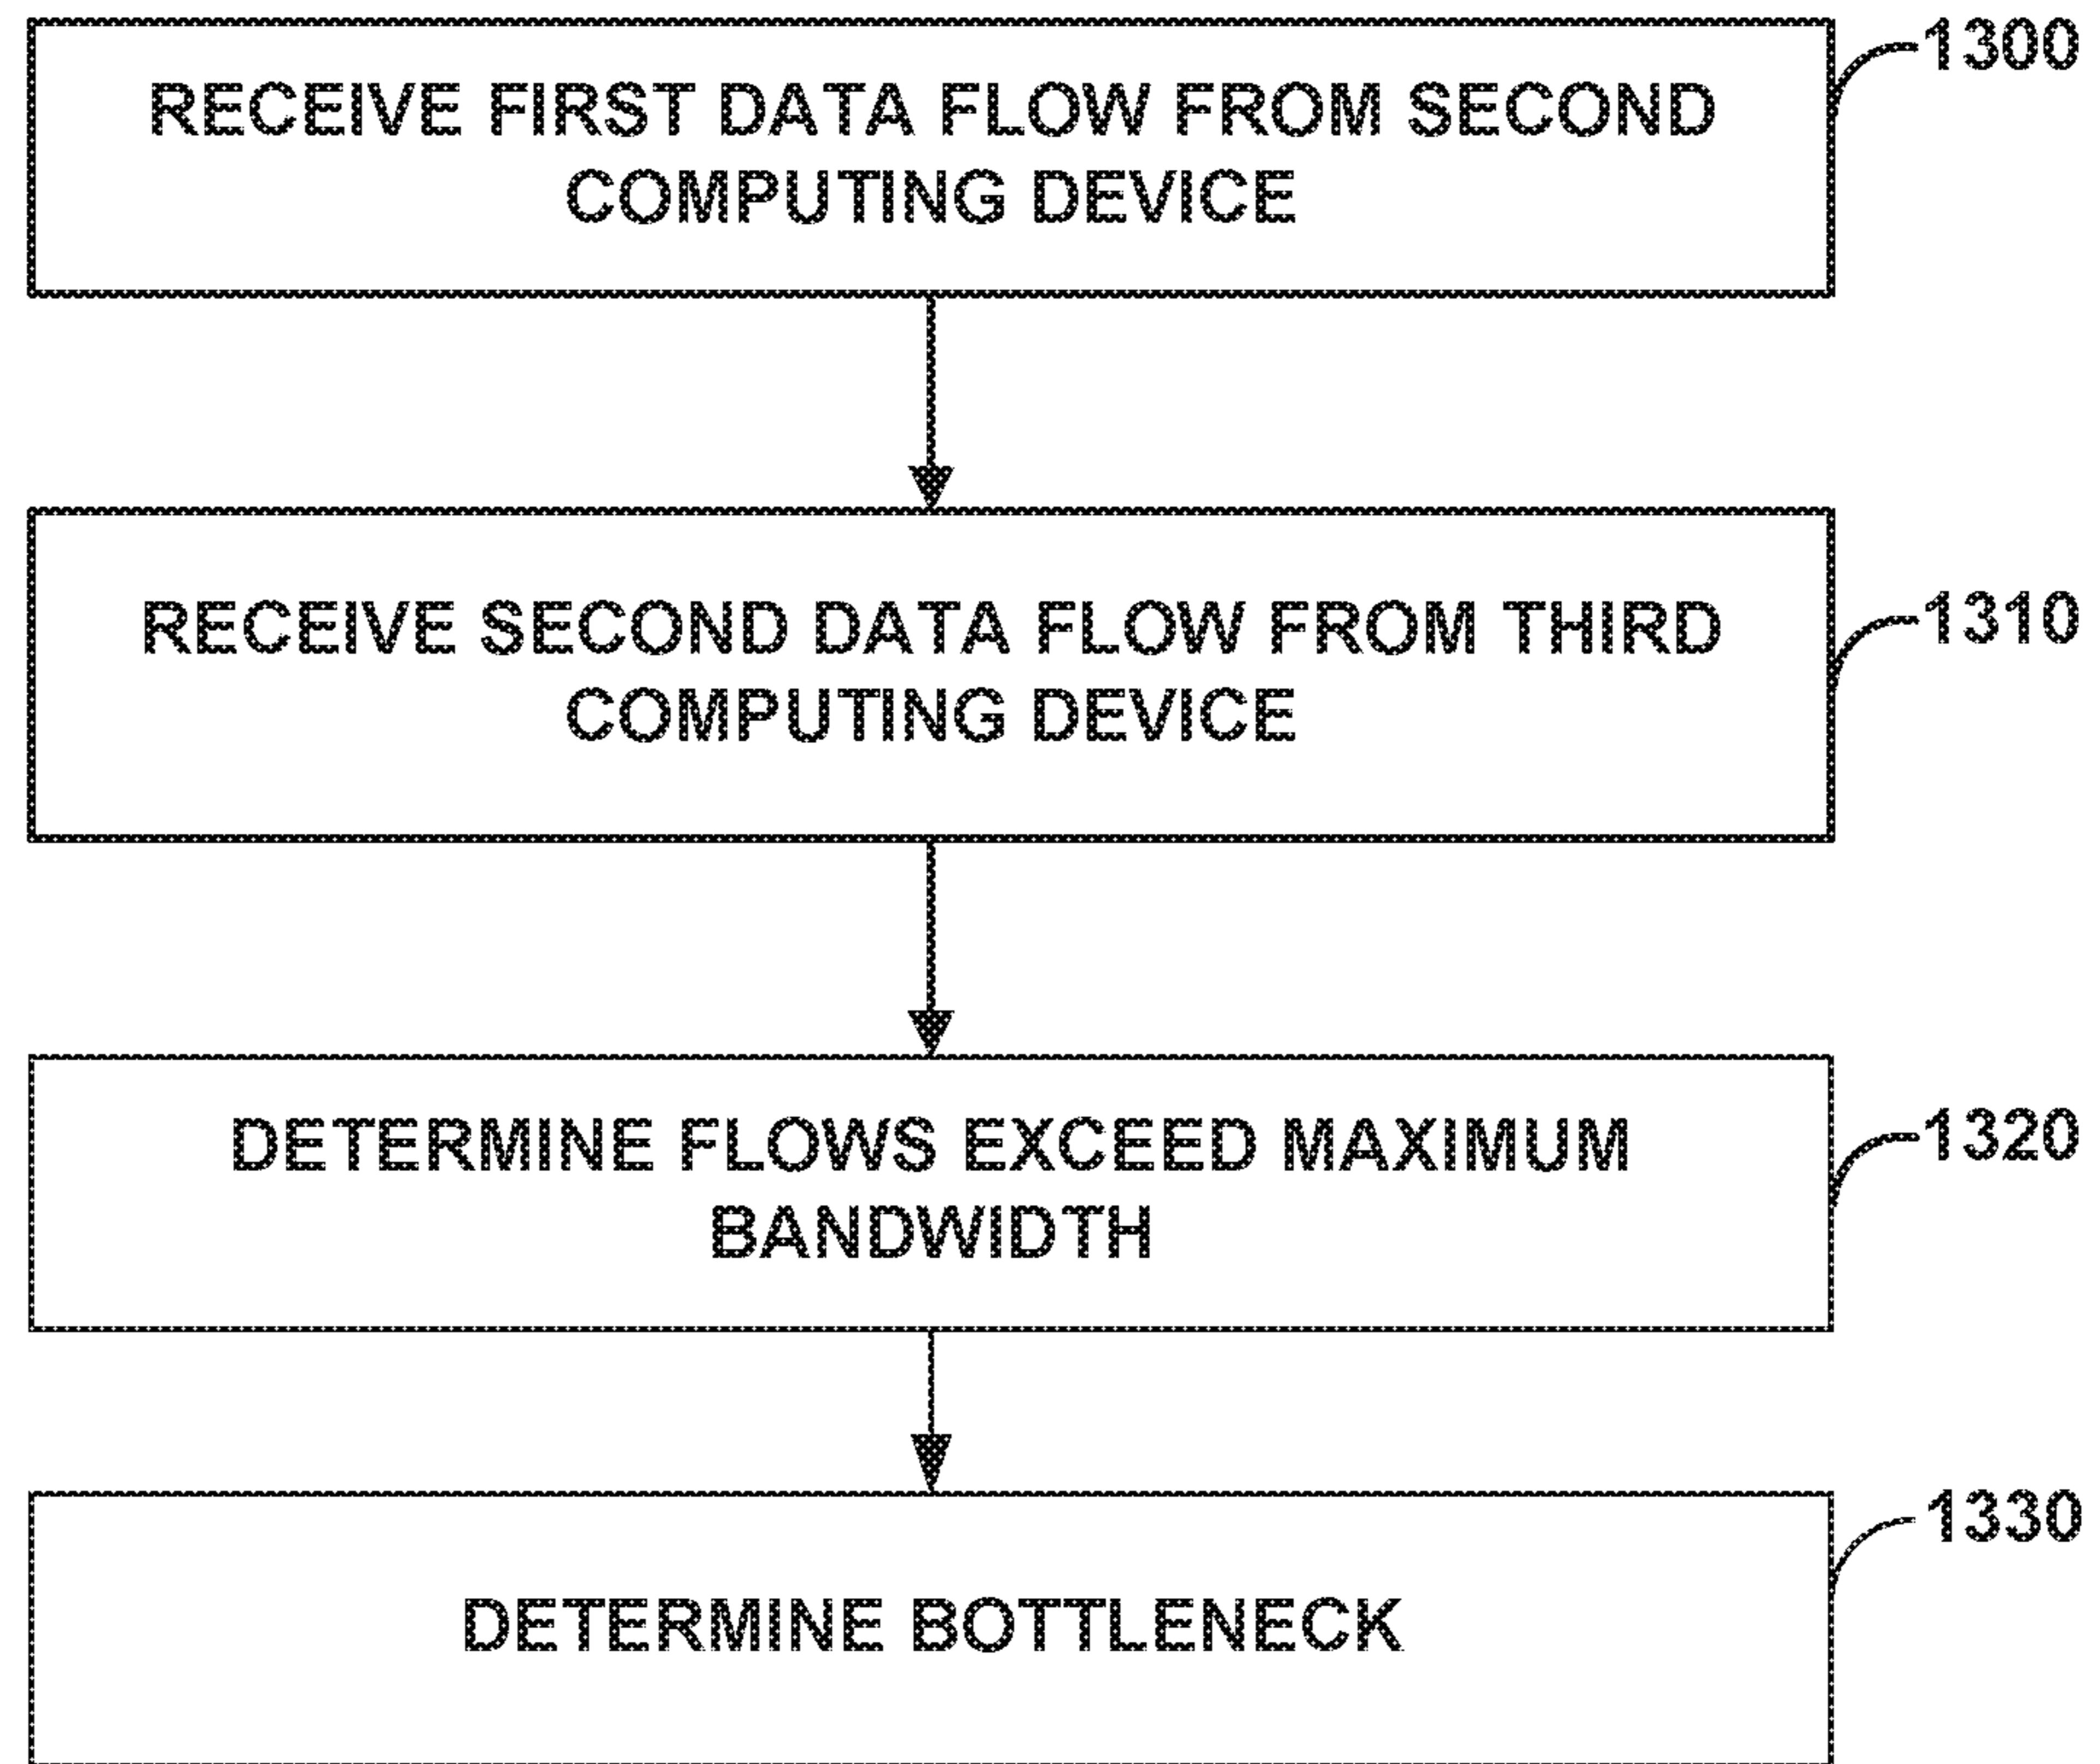 1300
RECEIVE FIRST DATA FLOW FROM SECOND
COMPUTING DEVICE
1310
RECEIVE SECOND DATA FLOW FROM THIRD
COMPUTING DEVICE
1320
DETERMINE FLOWS EXCEED MAXIMUM
BANDWIDTH
1330
DETERMINE BOTTLENECK